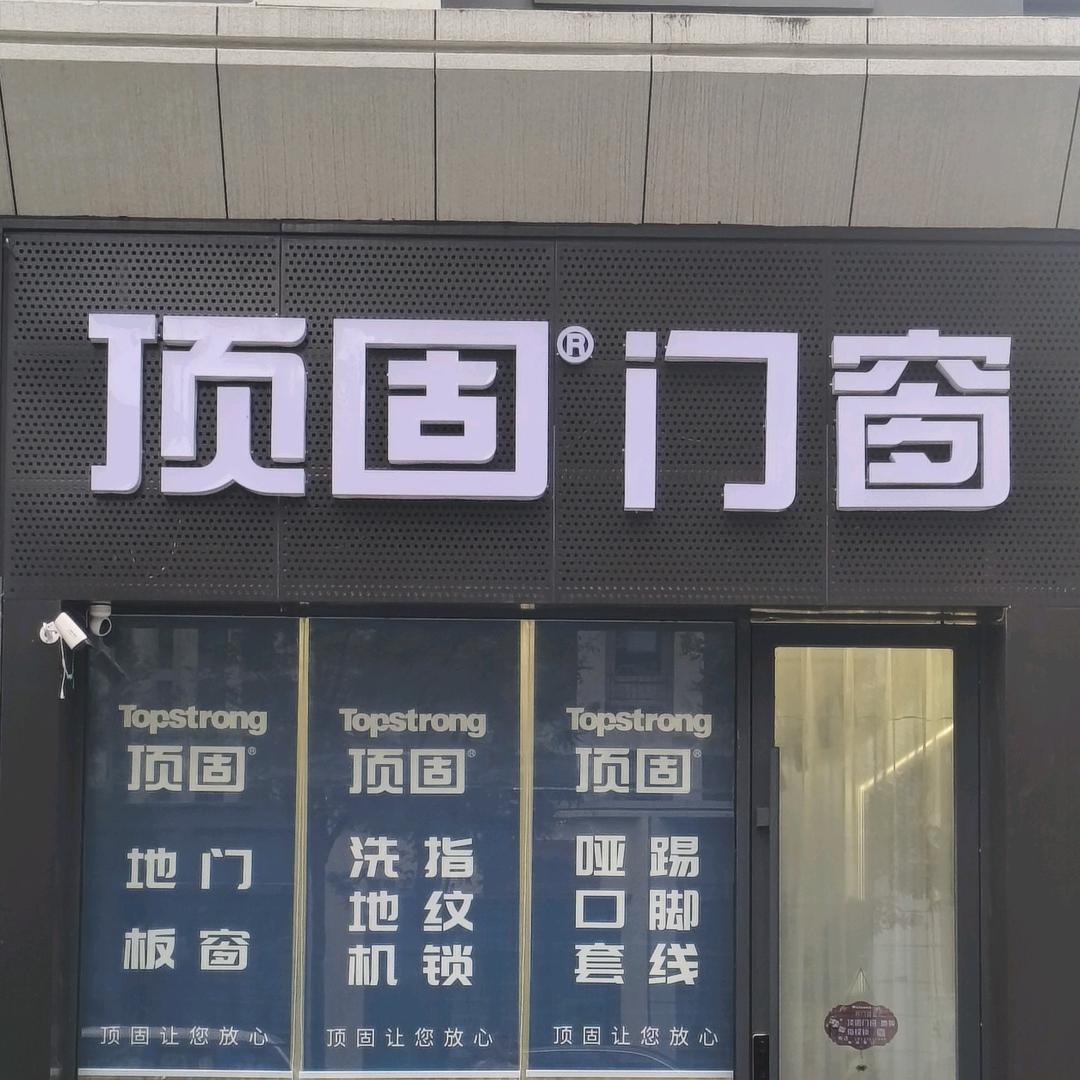 顶固®门窗
Topstrong
顶固®
地板
门窗
顶固让您放心
Topstrong
顶固®
洗地机
指纹锁
顶固让您放心
Topstrong
顶固®
哑口套
踢脚线
顶固让您放心